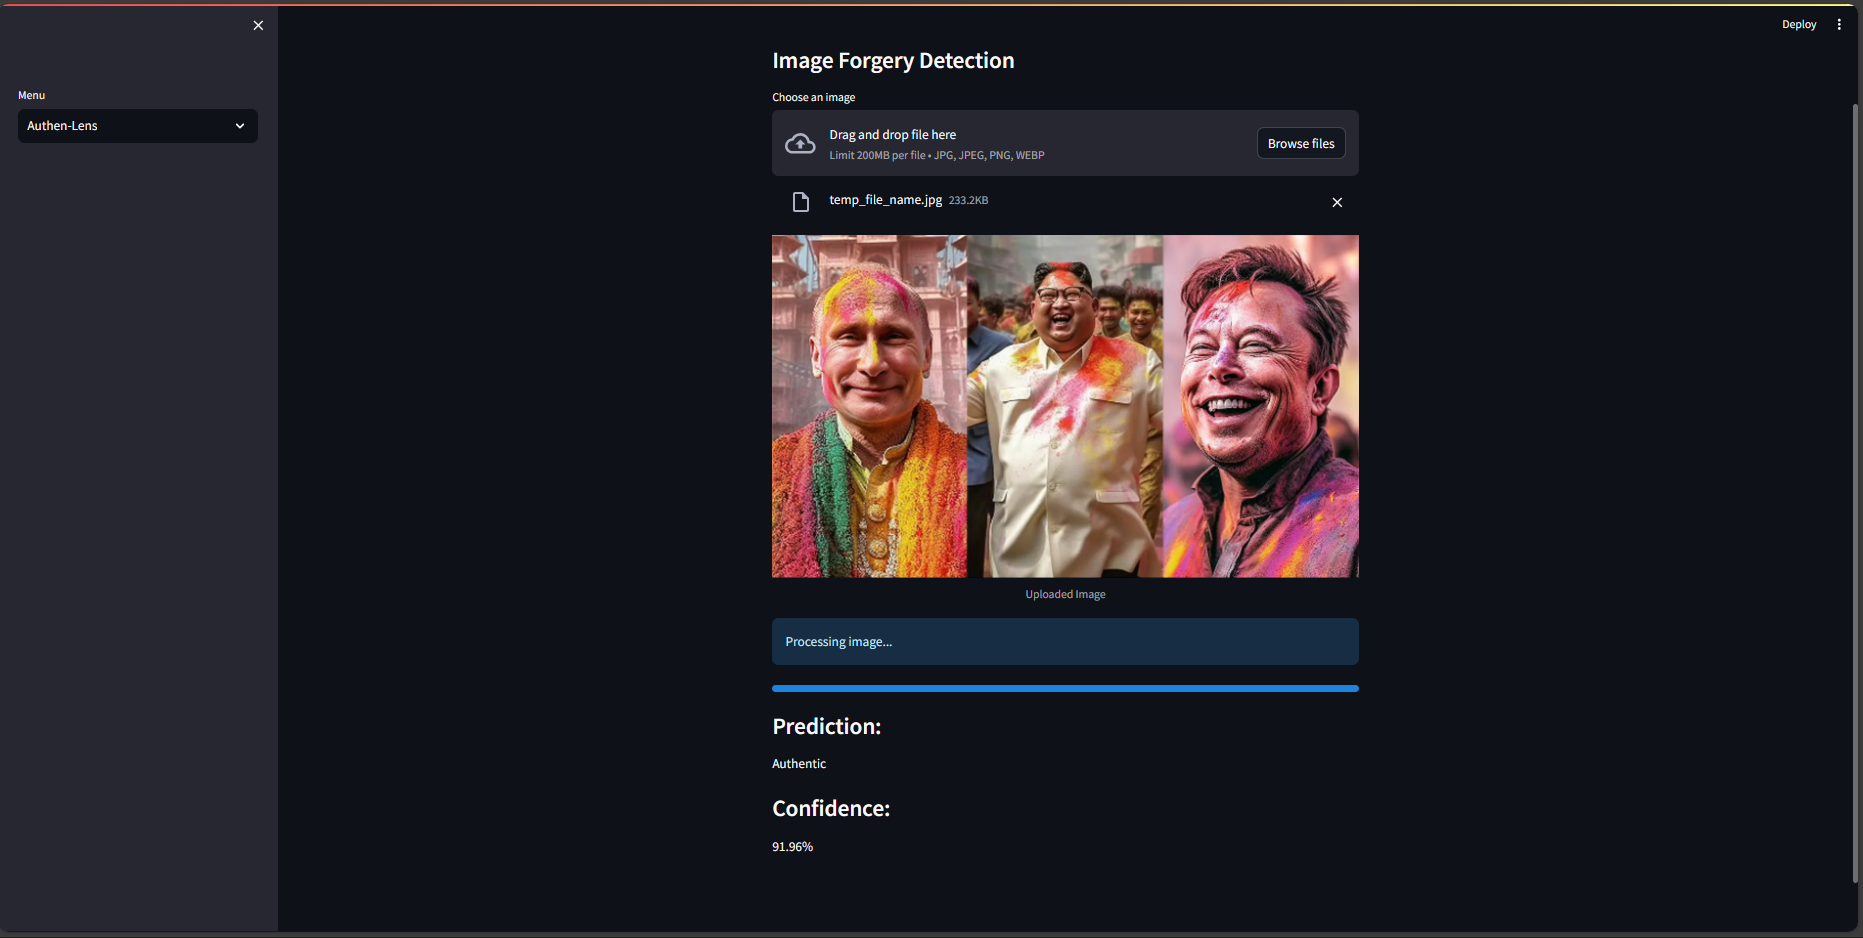 Deploy
Menu
Authen-Lens
Image Forgery Detection
Choose an image
Drag and drop file here
Limit 200MB per file • JPG, JPEG, PNG, WEBP
Browse files
temp_file_name.jpg 233.2KB
Uploaded Image
Processing image...
Prediction:
Authentic
Confidence:
91.96%